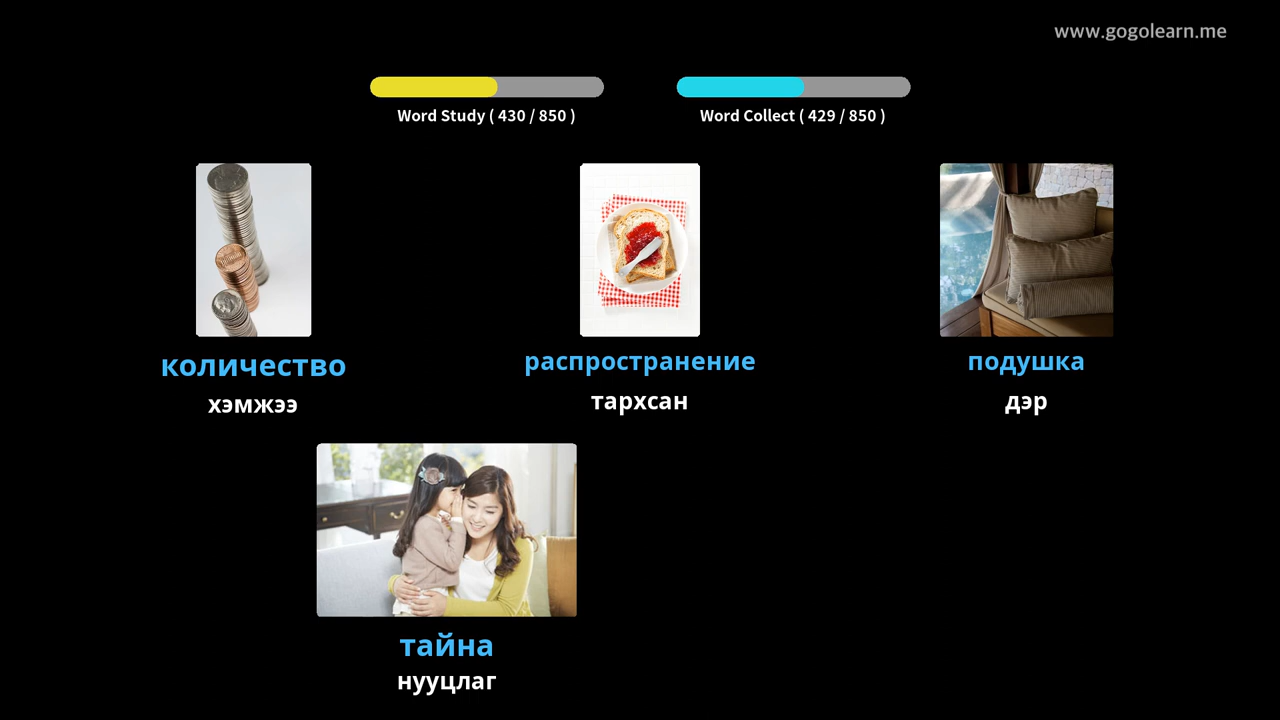 www.gogolearn.me
Word Study ( 430 / 850 )
Word Collect ( 429 / 850 )
количество
хэмжээ
распространение
тархсан
подушка
дэр
тайна
нууцлаг